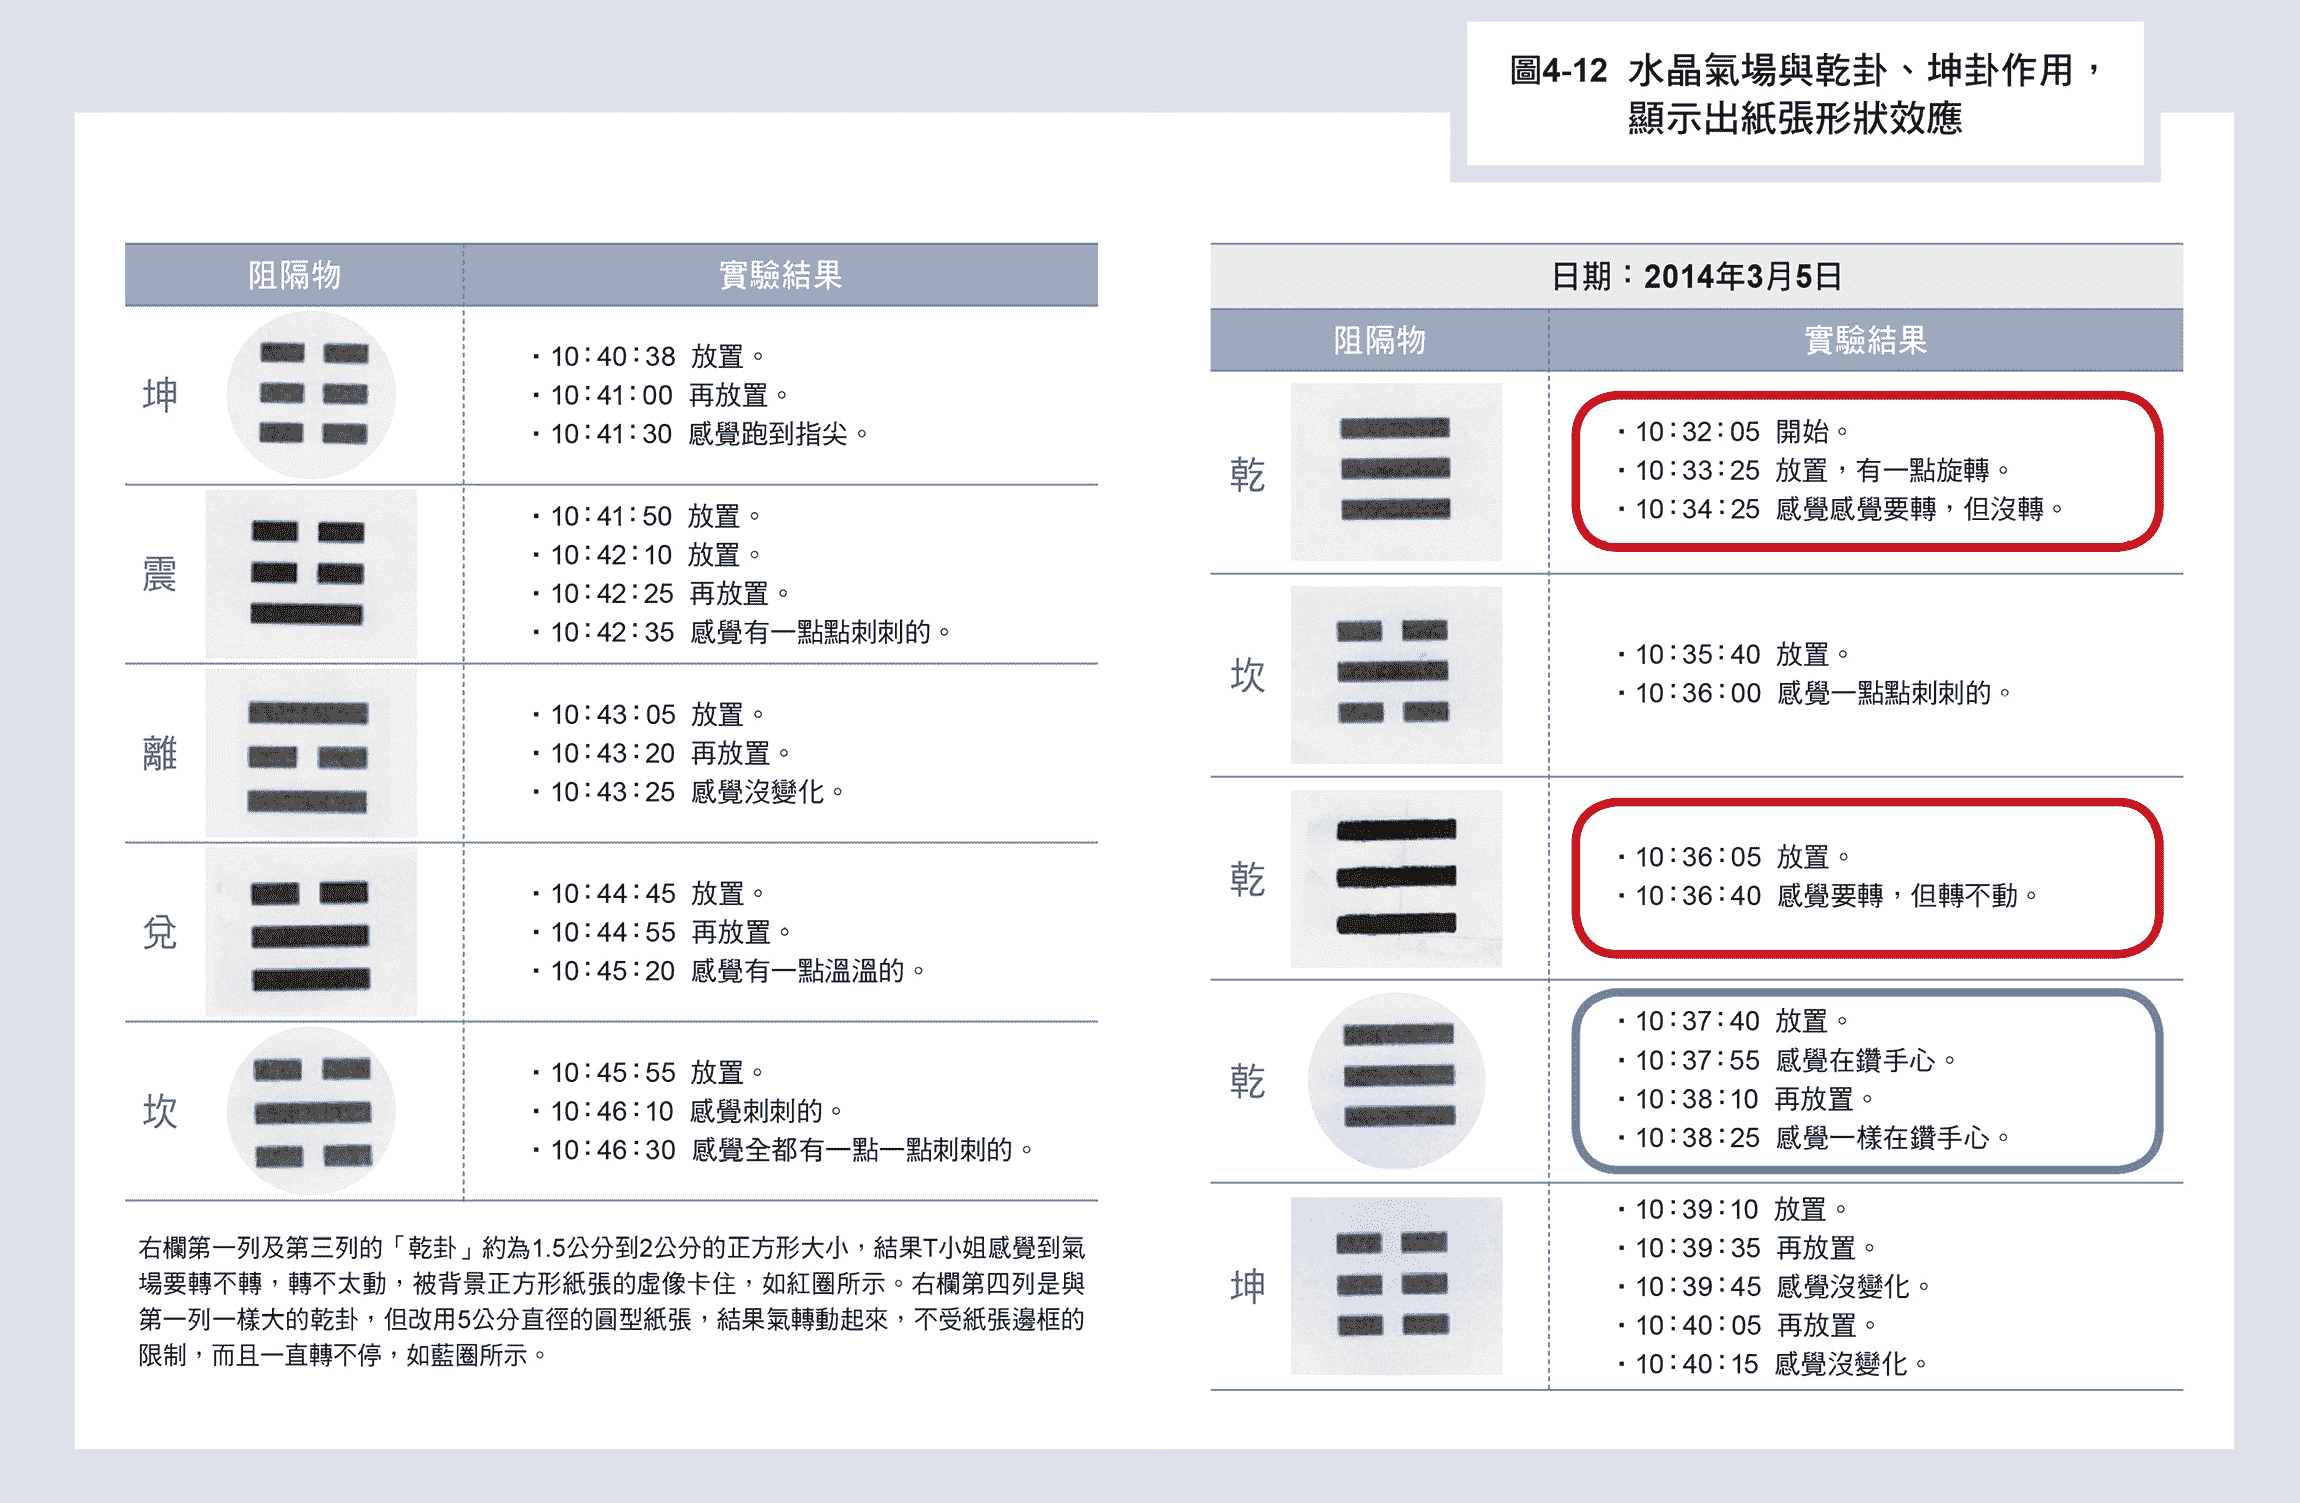 圖4-12 水晶氣場與乾卦、坤卦作用，
顯示出紙張形狀效應
阻隔物 實驗結果
坤
・10：40：38 放置。
・10：41：00 再放置。
・10：41：30 感覺跑到指尖。
震
・10：41：50 放置。
・10：42：10 放置。
・10：42：25 再放置。
・10：42：35 感覺有一點點刺刺的。
離
・10：43：05 放置。
・10：43：20 再放置。
・10：43：25 感覺沒變化。
兌
・10：44：45 放置。
・10：44：55 再放置。
・10：45：20 感覺有一點溫溫的。
坎
・10：45：55 放置。
・10：46：10 感覺刺刺的。
・10：46：30 感覺全都有一點一點刺刺的。
右欄第一列及第三列的「乾卦」約為1.5公分到2公分的正方形大小，結果T小姐感覺到氣
場要轉不轉，轉不太動，被背景正方形紙張的虛像卡住，如紅圈所示。右欄第四列是與
第一列一樣大的乾卦，但改用5公分直徑的圓型紙張，結果氣轉動起來，不受紙張邊框的
限制，而且一直轉不停，如藍圈所示。
日期：2014年3月5日
阻隔物 實驗結果
乾
・10：32：05 開始。
・10：33：25 放置，有一點旋轉。
・10：34：25 感覺感覺要轉，但沒轉。
坎
・10：35：40 放置。
・10：36：00 感覺一點點刺刺的。
乾
・10：36：05 放置。
・10：36：40 感覺要轉，但轉不動。
乾
・10：37：40 放置。
・10：37：55 感覺在鑽手心。
・10：38：10 再放置。
・10：38：25 感覺一樣在鑽手心。
坤
・10：39：10 放置。
・10：39：35 再放置。
・10：39：45 感覺沒變化。
・10：40：05 再放置。
・10：40：15 感覺沒變化。